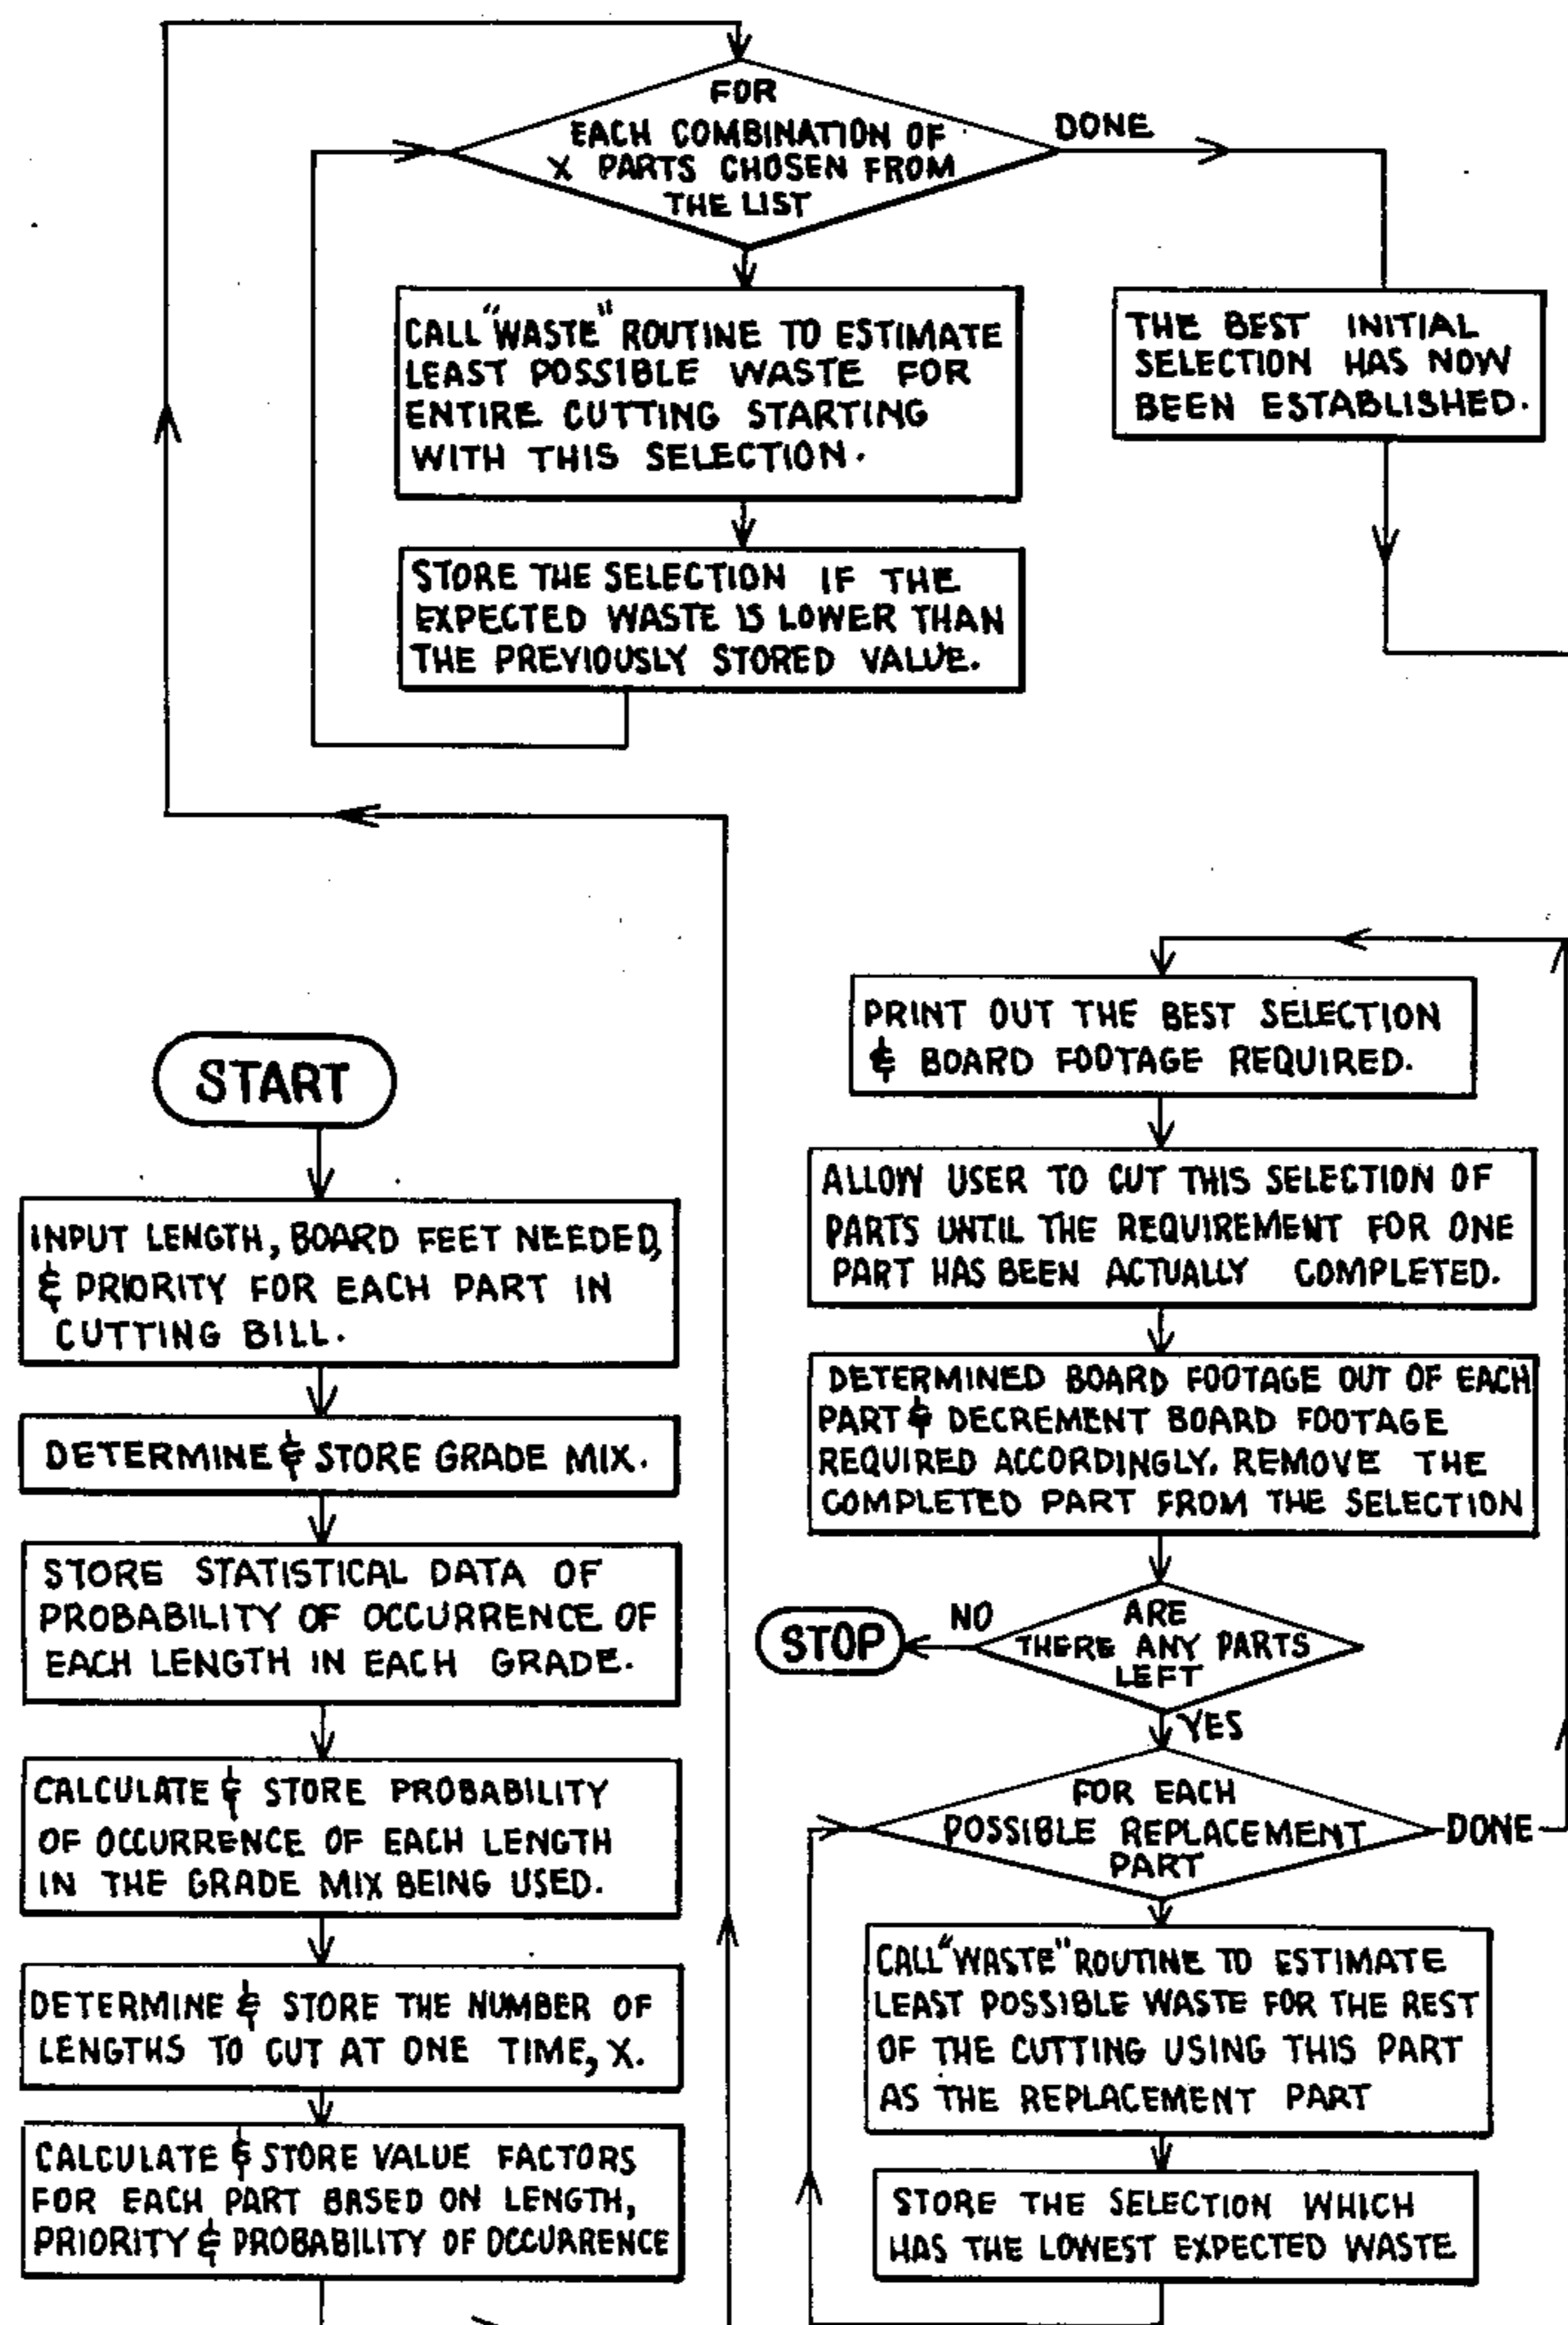 FOR
EACH COMBINATION OF
X PARTS CHOSEN FROM
THE LIST
DONE
CALL "WASTE" ROUTINE TO ESTIMATE
LEAST POSSIBLE WASTE FOR
ENTIRE CUTTING STARTING
WITH THIS SELECTION.
STORE THE SELECTION IF THE
EXPECTED WASTE IS LOWER THAN
THE PREVIOUSLY STORED VALUE.
THE BEST INITIAL
SELECTION HAS NOW
BEEN ESTABLISHED.
START
INPUT LENGTH, BOARD FEET NEEDED,
& PRIORITY FOR EACH PART IN
CUTTING BILL.
DETERMINE & STORE GRADE MIX.
STORE STATISTICAL DATA OF
PROBABILITY OF OCCURRENCE OF
EACH LENGTH IN EACH GRADE.
CALCULATE & STORE PROBABILITY
OF OCCURRENCE OF EACH LENGTH
IN THE GRADE MIX BEING USED.
DETERMINE & STORE THE NUMBER OF
LENGTHS TO CUT AT ONE TIME, X.
CALCULATE & STORE VALUE FACTORS
FOR EACH PART BASED ON LENGTH,
PRIORITY & PROBABILITY OF OCCURRENCE
PRINT OUT THE BEST SELECTION
& BOARD FOOTAGE REQUIRED.
ALLOW USER TO CUT THIS SELECTION OF
PARTS UNTIL THE REQUIREMENT FOR ONE
PART HAS BEEN ACTUALLY COMPLETED.
DETERMINED BOARD FOOTAGE OUT OF EACH
PART & DECREMENT BOARD FOOTAGE
REQUIRED ACCORDINGLY. REMOVE THE
COMPLETED PART FROM THE SELECTION
ARE
THERE ANY PARTS
LEFT
NO
STOP
YES
FOR EACH
POSSIBLE REPLACEMENT
PART
DONE
CALL "WASTE" ROUTINE TO ESTIMATE
LEAST POSSIBLE WASTE FOR THE REST
OF THE CUTTING USING THIS PART
AS THE REPLACEMENT PART
STORE THE SELECTION WHICH
HAS THE LOWEST EXPECTED WASTE